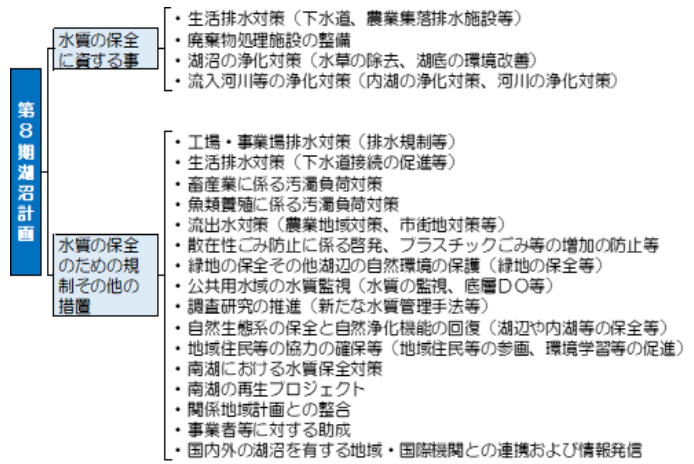 第8期湖沼計画
水質の保全
に資する事
・生活排水対策（下水道、農業集落排水施設等）
・廃棄物処理施設の整備
・湖沼の浄化対策（水草の除去、湖底の環境改善）
・流入河川等の浄化対策（内湖の浄化対策、河川の浄化対策）
水質の保全
のための規
制その他の
措置
・工場・事業場排水対策（排水規制等）
・生活排水対策（下水道接続の促進等）
・畜産業に係る汚濁負荷対策
・魚類養殖に係る汚濁負荷対策
・流出水対策（農業地域対策、市街地対策等）
・散在性ごみ防止に係る啓発、プラスチックごみ等の増加の防止等
・緑地の保全その他湖辺の自然環境の保護（緑地の保全等）
・公共用水域の水質監視（水質の監視、底層DO等）
・調査研究の推進（新たな水質管理手法等）
・自然生態系の保全と自然浄化機能の回復（湖辺や内湖等の保全等）
・地域住民等の協力の確保等（地域住民等の参画、環境学習等の促進）
・南湖における水質保全対策
・南湖の再生プロジェクト
・関係地域計画との整合
・事業者等に対する助成
・国内外の湖沼を有する地域・国際機関との連携および情報発信